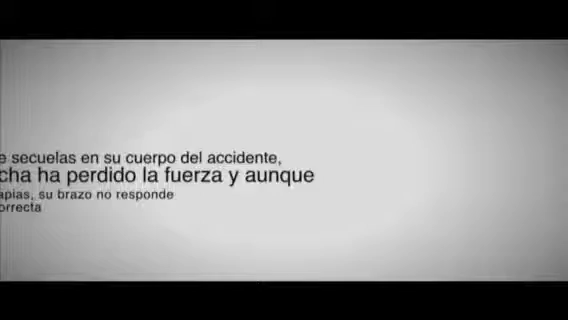 e secuelas en su cuerpo del accidente,
cha ha perdido la fuerza y aunque
apias, su brazo no responde
orrecta